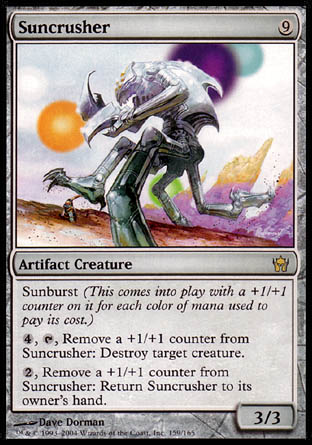 Suncrusher 9
Artifact Creature
Sunburst (This comes into play with a +1/+1
counter on it for each color of mana used to
pay its cost.)
4, , Remove a +1/+1 counter from
Suncrusher: Destroy target creature.
2, Remove a +1/+1 counter from
Suncrusher: Return Suncrusher to its
owner's hand.
Dave Dorman
™ & © 1993–2004 Wizards of the Coast, Inc. 159/165
3/3